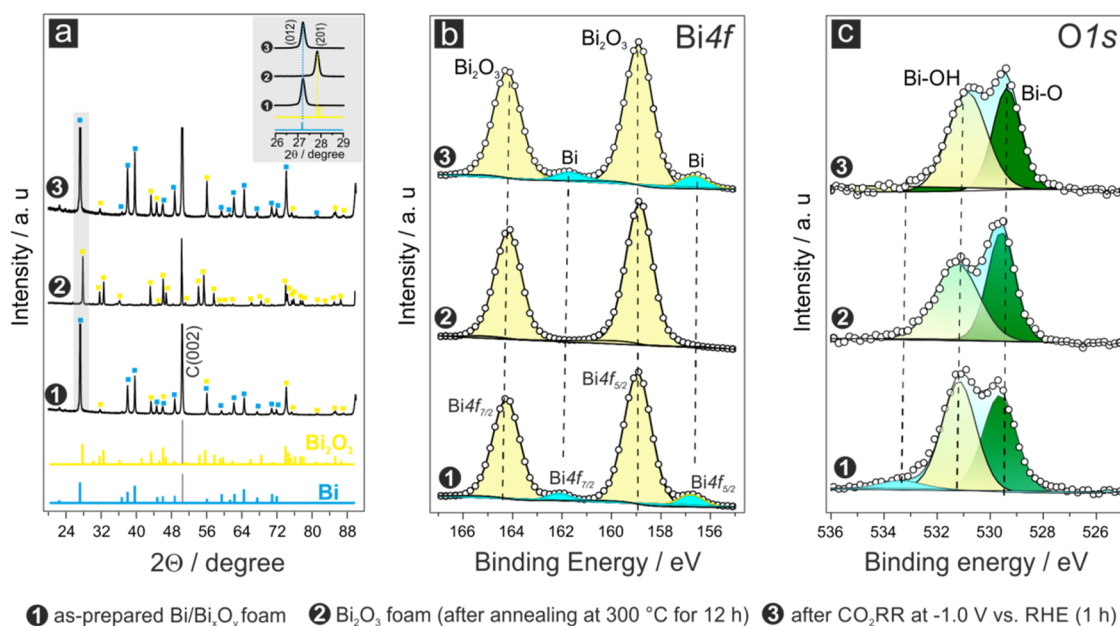 a
(012)
(201)
3
2
1
26 27 28 29
2θ / degree
3
2
1
C(002)
Bi₂O₃
Bi
Intensity / a. u
24 32 40 48 56 64 72 80 88
2Θ / degree
b
Bi4f
Bi₂O₃
Bi₂O₃
Bi
Bi
3
2
Bi4f₅/₂
Bi4f₇/₂
1
Bi4f₇/₂
Bi4f₅/₂
Intensity / a. u
166 164 162 160 158 156
Binding Energy / eV
c
O1s
Bi-OH
Bi-O
3
2
1
Intensity / a. u
536 533 530 528 526
Binding energy / eV
1 as-prepared Bi/BiₓOᵧ foam 2 Bi₂O₃ foam (after annealing at 300 °C for 12 h) 3 after CO₂RR at -1.0 V vs. RHE (1 h)